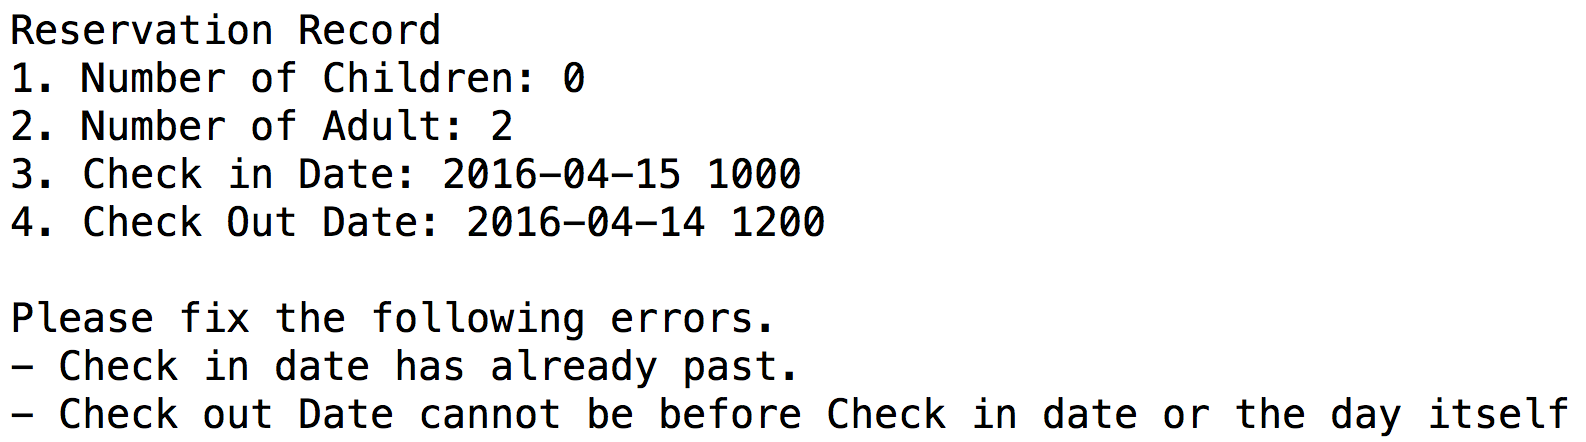 Reservation Record
1. Number of Children: 0
2. Number of Adult: 2
3. Check in Date: 2016-04-15 1000
4. Check Out Date: 2016-04-14 1200
Please fix the following errors.
- Check in date has already past.
- Check out Date cannot be before Check in date or the day itself